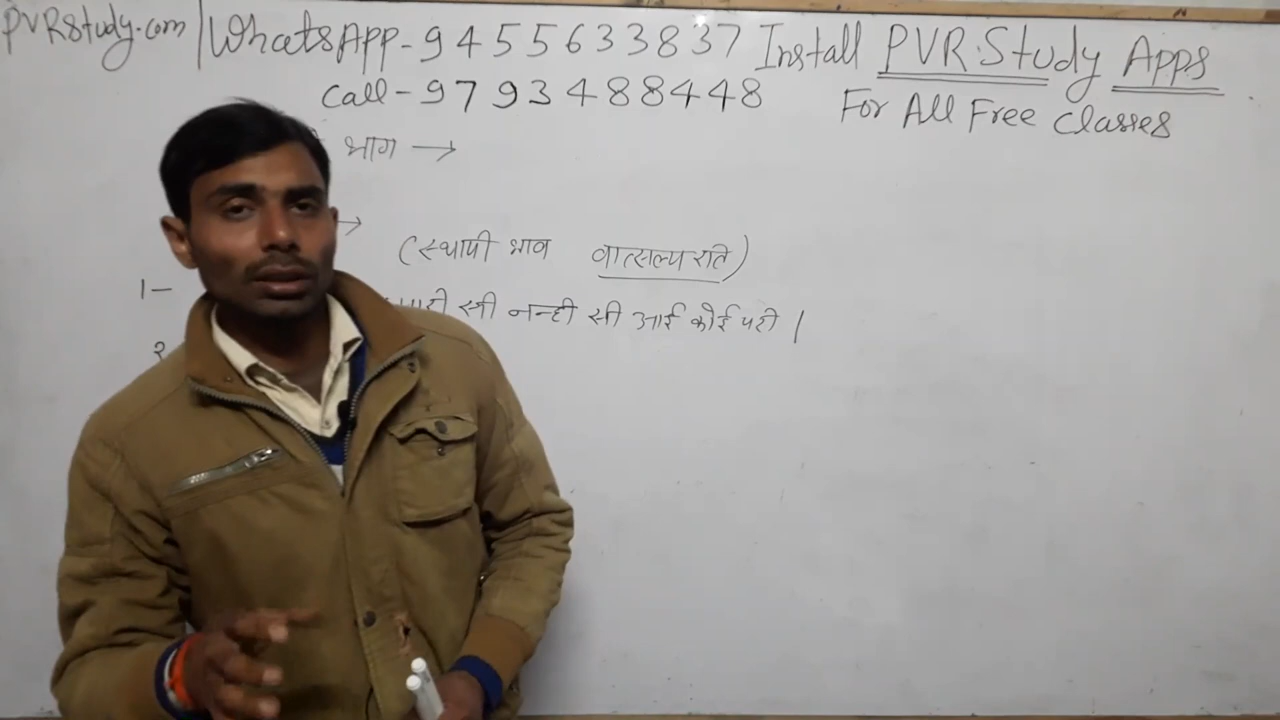 PVRStudy.com | WhatsApp-9455633837 Install PVR.Study Apps
Call-9793488448 For All Free Classes
भाग →
→
(स्थायी भाव वात्सल्य रति)
1-
सी नन्ही सी आई कोई परी |
2